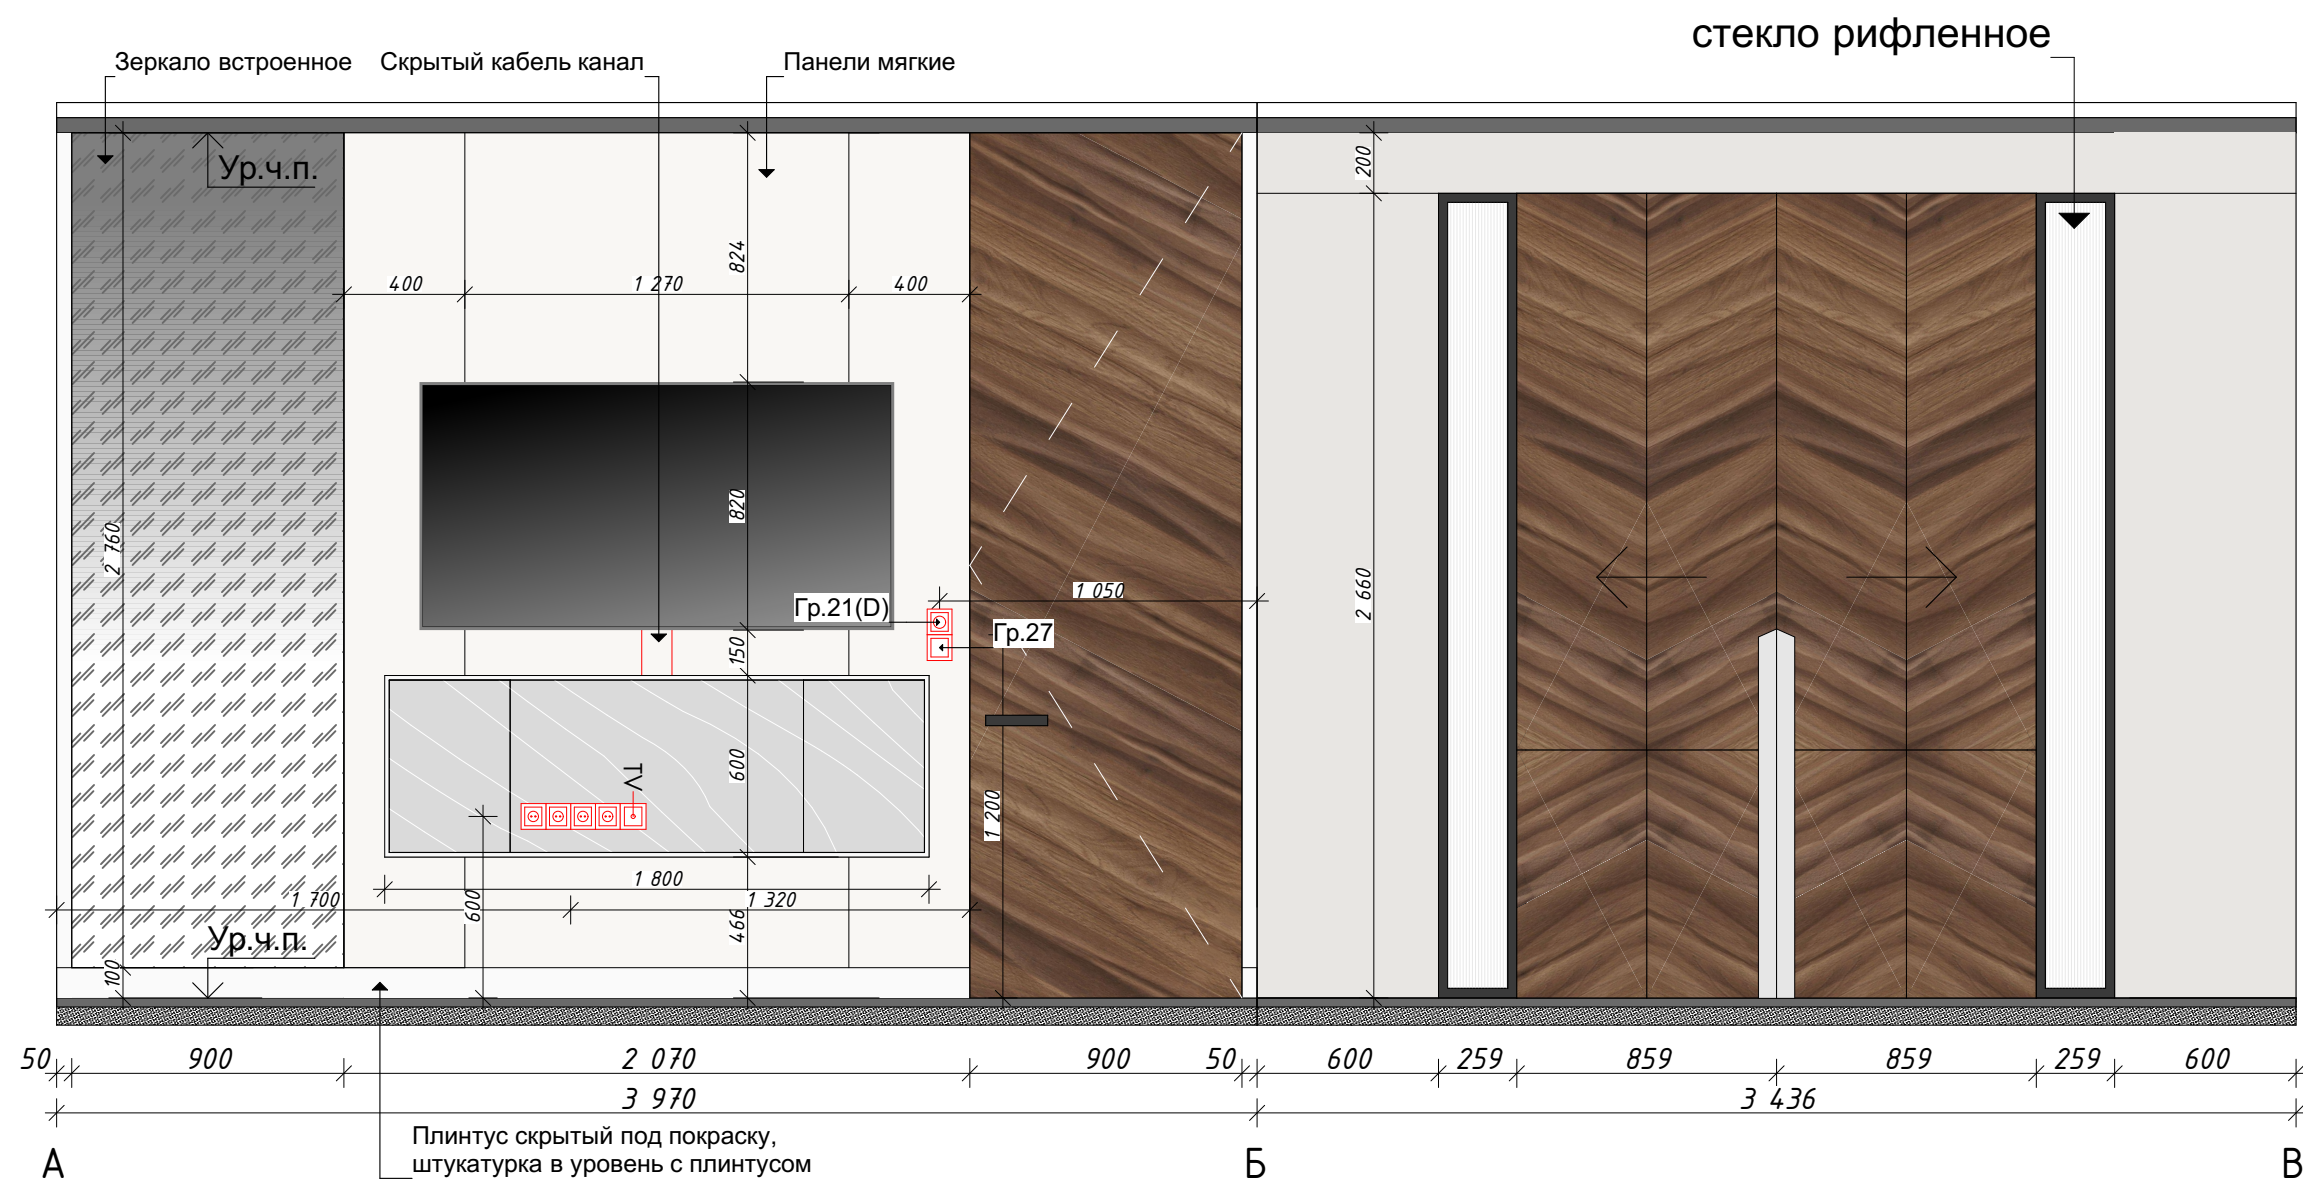 стекло рифленное
Зеркало встроенное
Скрытый кабель канал
Панели мягкие
Ур.ч.п.
200
824
400
1 270
400
820
2 760
2 660
1 050
Гр.21(D)
Гр.27
150
600
TV
1 200
1 800
1 700
600
1 320
466
Ур.ч.п.
100
50
900
2 070
900
50
600
259
859
859
259
600
3 970
3 436
Плинтус скрытый под покраску,
штукатурка в уровень с плинтусом
А
Б
В